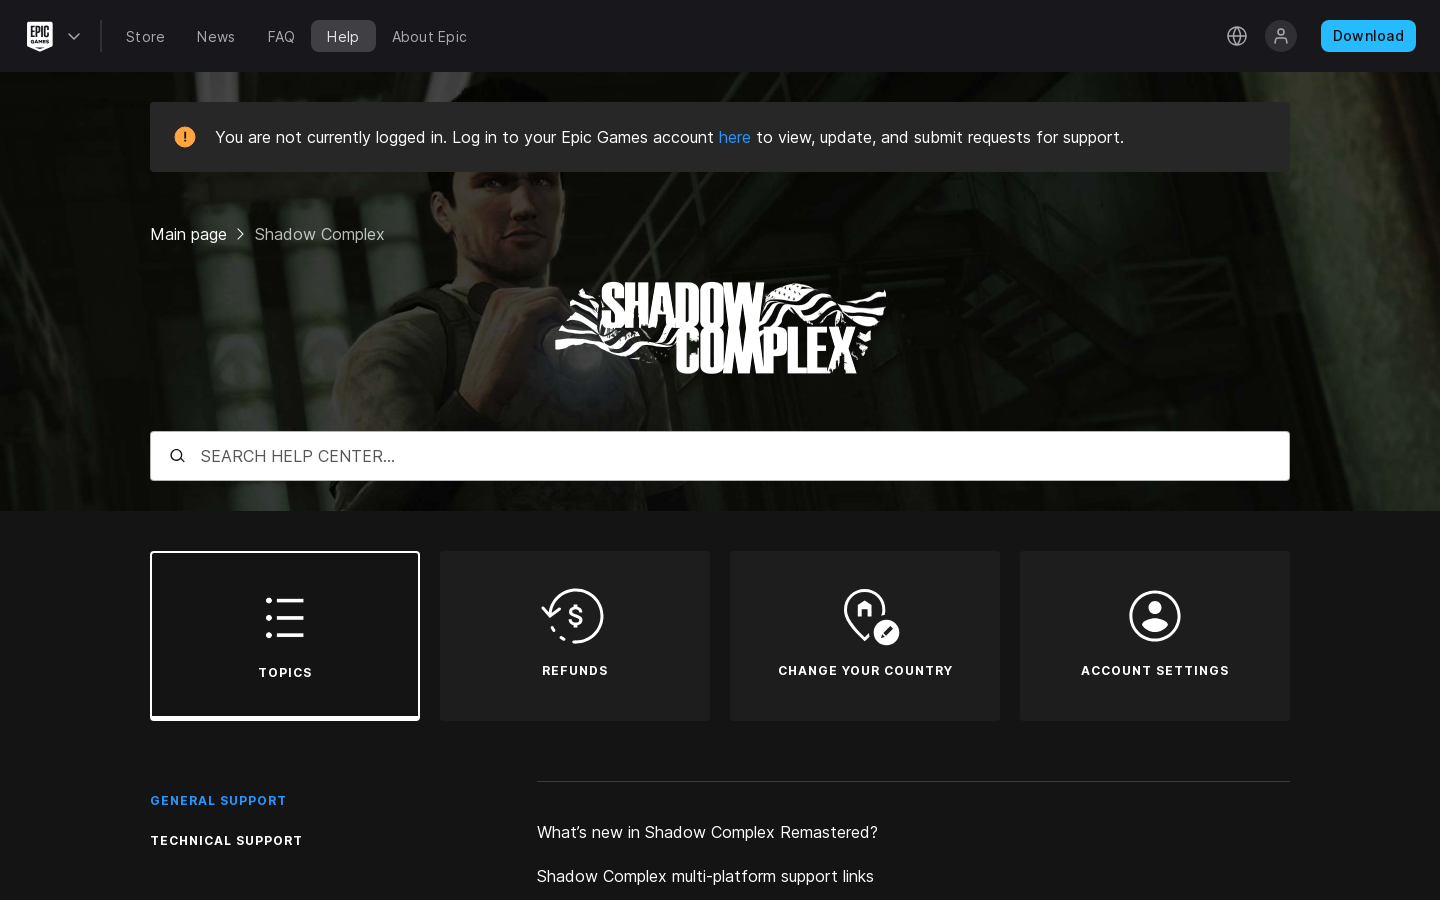 EPIC GAMES
Store
News
FAQ
Help
About Epic
Download
You are not currently logged in. Log in to your Epic Games account here to view, update, and submit requests for support.
Main page
Shadow Complex
SHADOW
COMPLEX
SEARCH HELP CENTER...
TOPICS
REFUNDS
CHANGE YOUR COUNTRY
ACCOUNT SETTINGS
GENERAL SUPPORT
TECHNICAL SUPPORT
What’s new in Shadow Complex Remastered?
Shadow Complex multi-platform support links